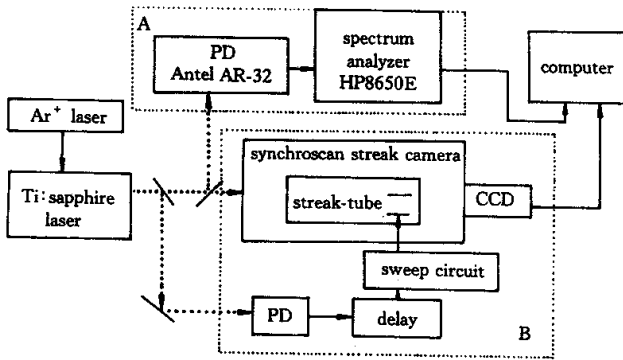 A
PD
Antel AR-32
spectrum
analyzer
HP8650E
computer
Ar⁺ laser
Ti:sapphire
laser
synchroscan streak camera
streak-tube
CCD
sweep circuit
PD
delay
B